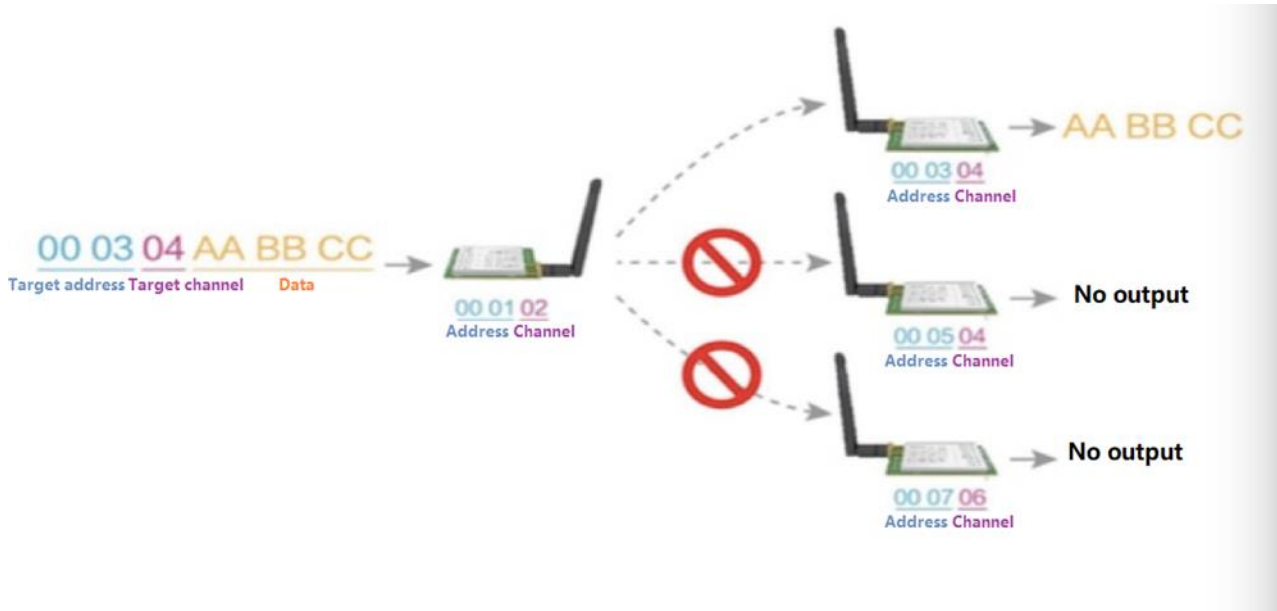 00 03 04 AA BB CC
Target address Target channel Data
00 01 02
Address Channel
AA BB CC
00 03 04
Address Channel
No output
00 05 04
Address Channel
No output
00 07 06
Address Channel